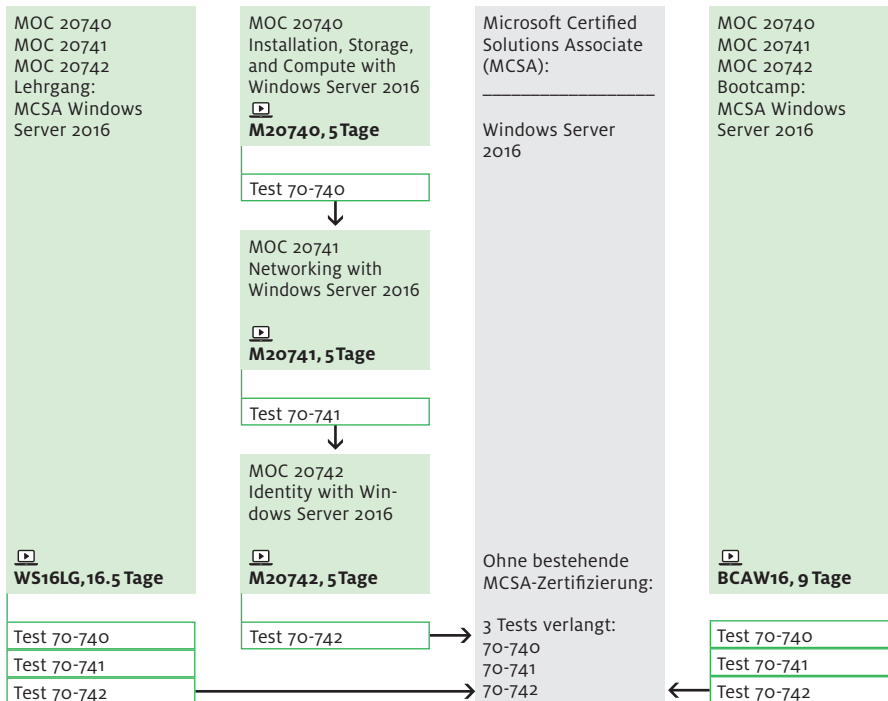 MOC 20740
MOC 20741
MOC 20742
Lehrgang:
MCSA Windows
Server 2016
WS16LG, 16.5 Tage
Test 70-740
Test 70-741
Test 70-742
MOC 20740
Installation, Storage,
and Compute with
Windows Server 2016
M20740, 5 Tage
Test 70-740
MOC 20741
Networking with
Windows Server 2016
M20741, 5 Tage
Test 70-741
MOC 20742
Identity with Win-
dows Server 2016
M20742, 5 Tage
Test 70-742
Microsoft Certified
Solutions Associate
(MCSA):
Windows Server
2016
Ohne bestehende
MCSA-Zertifizierung:
3 Tests verlangt:
70-740
70-741
70-742
MOC 20740
MOC 20741
MOC 20742
Bootcamp:
MCSA Windows
Server 2016
BCAW16, 9 Tage
Test 70-740
Test 70-741
Test 70-742